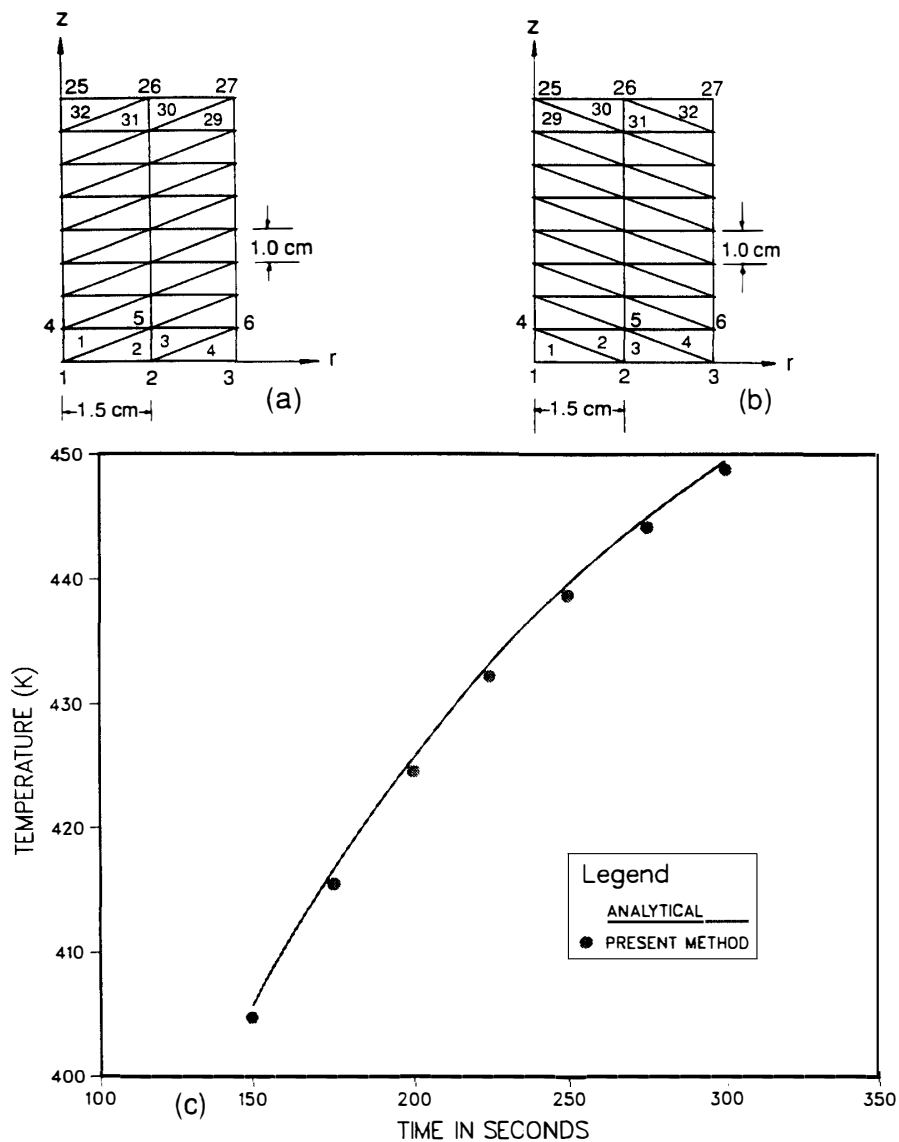 z
25 26 27
32 31 30 29
1.0 cm
4 5 6
1 2 3 4
r
1 2 3
1.5 cm
(a)
z
25 26 27
29 30 31 32
1.0 cm
4 5 6
1 2 3 4
r
1 2 3
1.5 cm
(b)
450
440
430
420
410
400
TEMPERATURE (K)
Legend
ANALYTICAL
PRESENT METHOD
100 150 200 250 300 350
(c)
TIME IN SECONDS